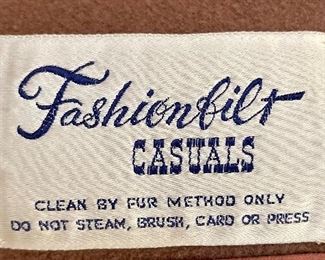 Fashionbilt
CASUALS
CLEAN BY FUR METHOD ONLY
DO NOT STEAM, BRUSH, CARD OR PRESS